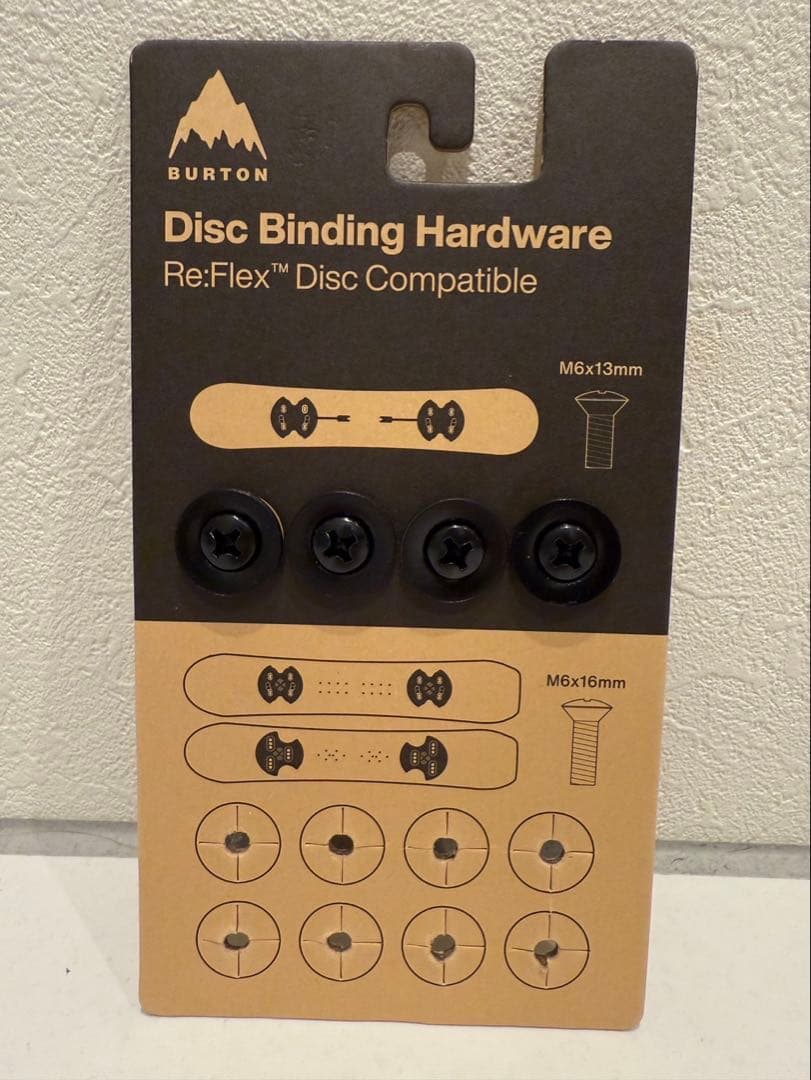 BURTON
Disc Binding Hardware
Re:Flex™ Disc Compatible
M6x13mm
M6x16mm